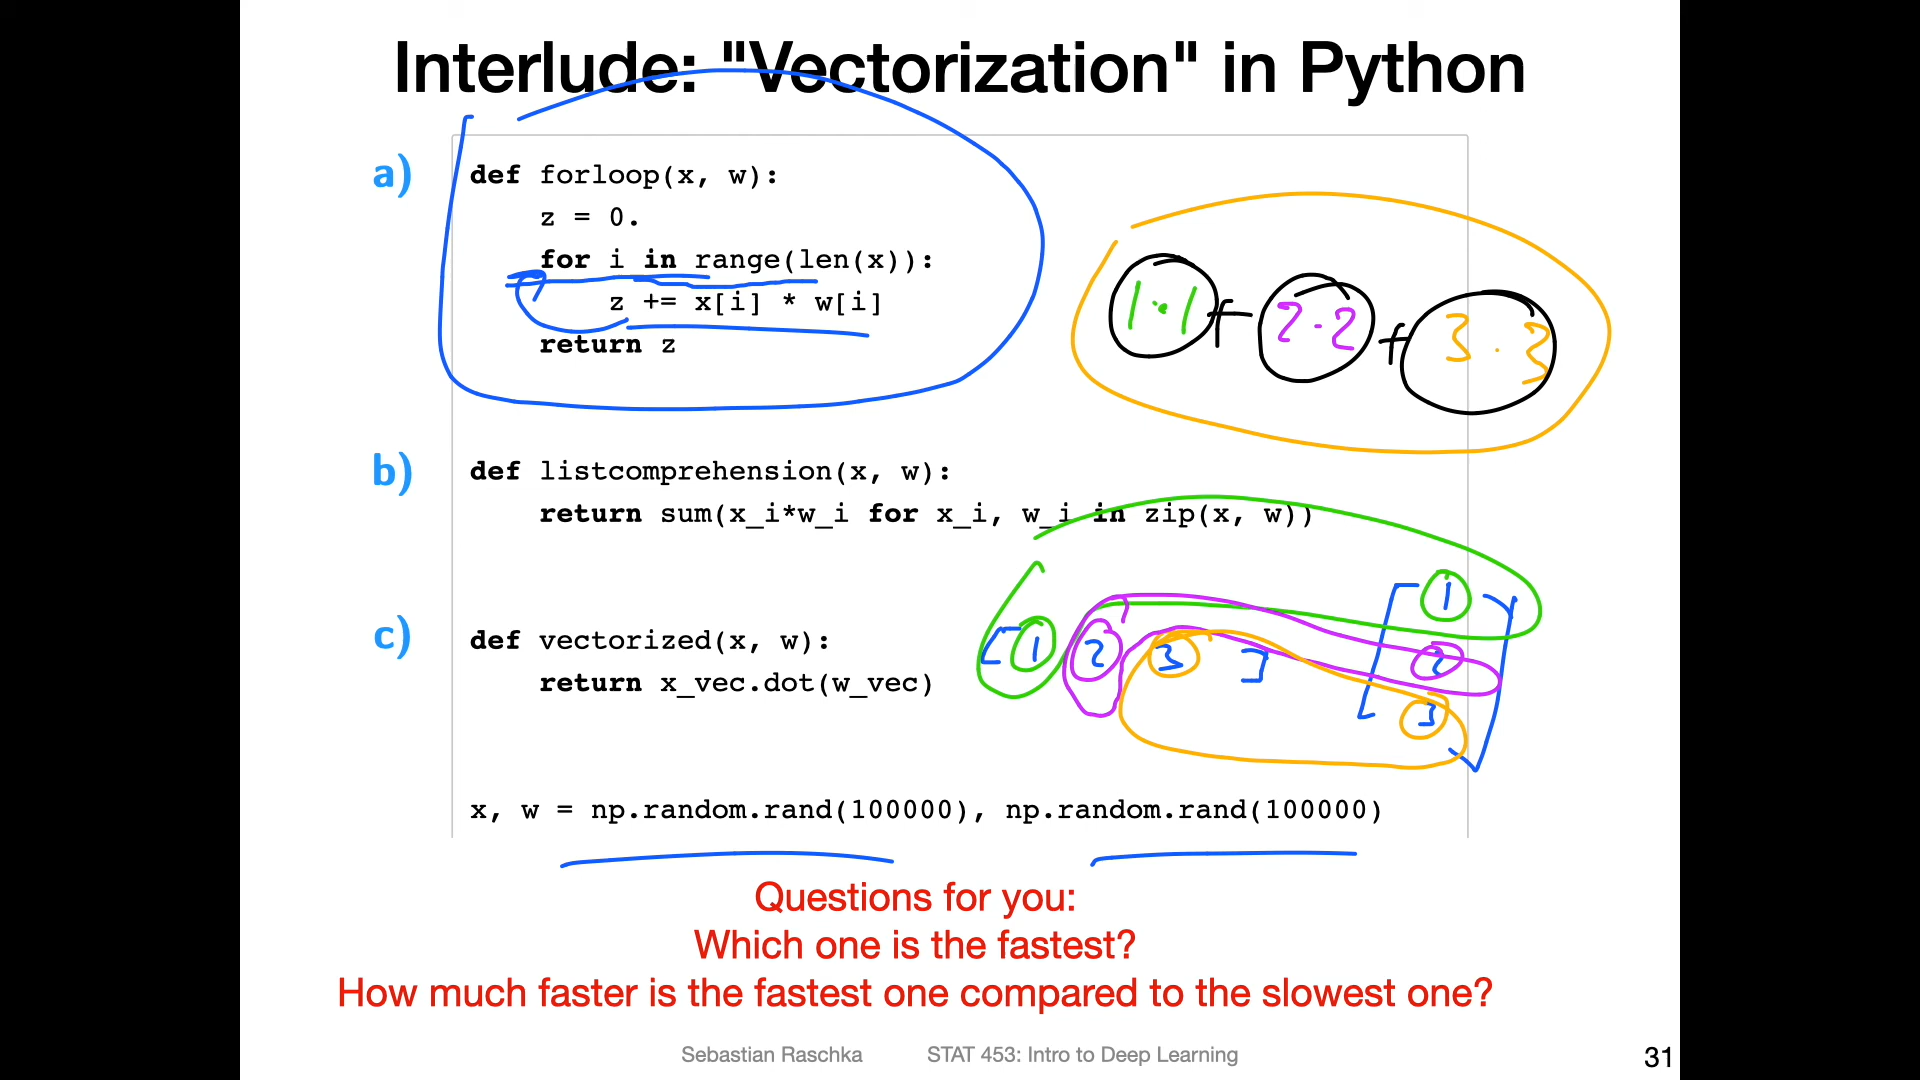 Interlude: "Vectorization" in Python
a)
def forloop(x, w):
    z = 0.
    for i in range(len(x)):
        z += x[i] * w[i]
    return z
1·1 + 2·2 + 3·3
b)
def listcomprehension(x, w):
    return sum(x_i*w_i for x_i, w_i in zip(x, w))
c)
def vectorized(x, w):
    return x_vec.dot(w_vec)
[1 2 3]
[1
2
3]
x, w = np.random.rand(100000), np.random.rand(100000)
Questions for you:
Which one is the fastest?
How much faster is the fastest one compared to the slowest one?
Sebastian Raschka STAT 453: Intro to Deep Learning 31